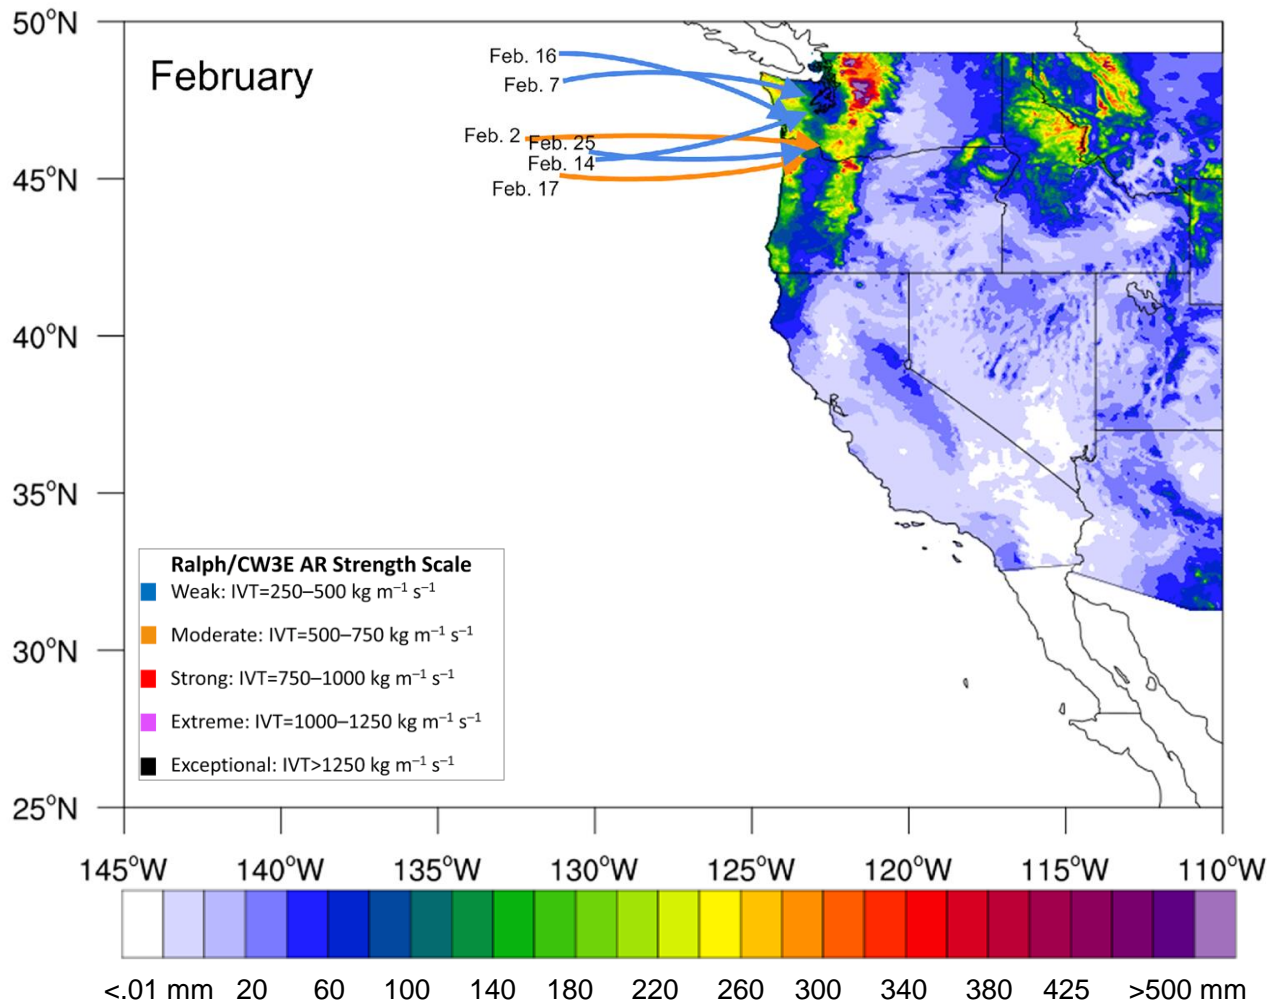 50°N
February
Feb. 16
Feb. 7
Feb. 2
Feb. 25
Feb. 14
45°N
Feb. 17
40°N
35°N
Ralph/CW3E AR Strength Scale
Weak: IVT=250–500 kg m⁻¹ s⁻¹
Moderate: IVT=500–750 kg m⁻¹ s⁻¹
30°N
Strong: IVT=750–1000 kg m⁻¹ s⁻¹
Extreme: IVT=1000–1250 kg m⁻¹ s⁻¹
Exceptional: IVT>1250 kg m⁻¹ s⁻¹
25°N
145°W 140°W 135°W 130°W 125°W 120°W 115°W 110°W
<.01 mm 20 60 100 140 180 220 260 300 340 380 425 >500 mm